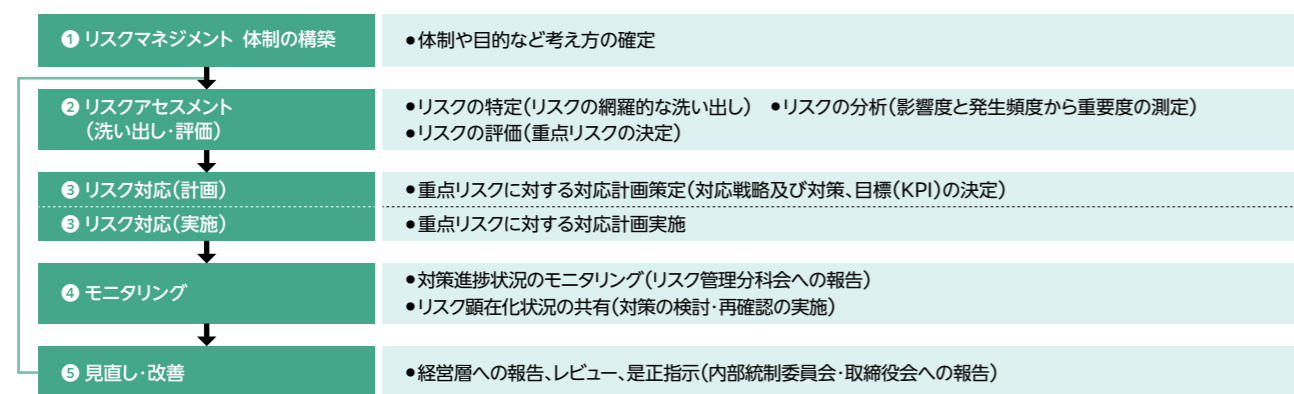 ❶ リスクマネジメント 体制の構築
●体制や目的など考え方の確定
❷ リスクアセスメント
(洗い出し・評価)
●リスクの特定(リスクの網羅的な洗い出し) ●リスクの分析(影響度と発生頻度から重要度の測定)
●リスクの評価(重点リスクの決定)
❸ リスク対応(計画)
●重点リスクに対する対応計画策定(対応戦略及び対策、目標(KPI)の決定)
❸ リスク対応(実施)
●重点リスクに対する対応計画実施
❹ モニタリング
●対策進捗状況のモニタリング(リスク管理分科会への報告)
●リスク顕在化状況の共有(対策の検討・再確認の実施)
❺ 見直し・改善
●経営層への報告、レビュー、是正指示(内部統制委員会・取締役会への報告)